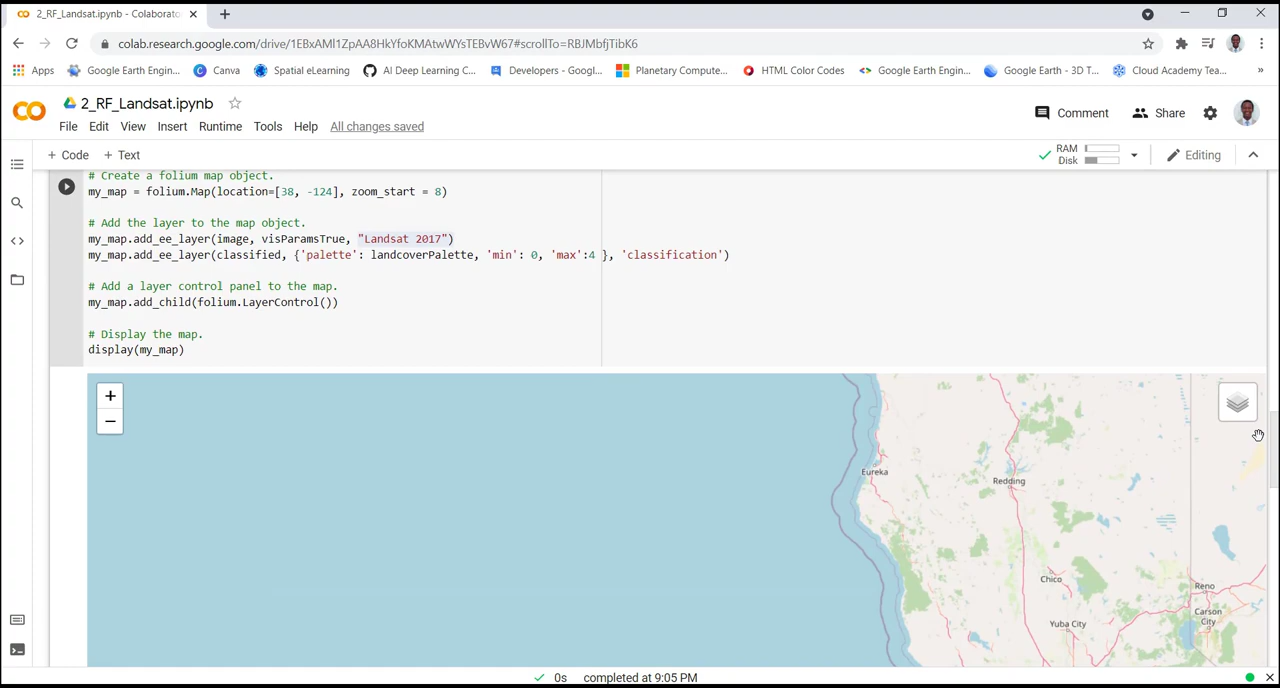 2_RF_Landsat.ipynb - Colaborato
colab.research.google.com/drive/1EBxAMl1ZpAA8HkYfoKMAtwWYsTEBvW67#scrollTo=RBJMbfjTibK6
Apps
Google Earth Engin...
Canva
Spatial eLearning
AI Deep Learning C...
Developers - Googl...
Planetary Compute...
HTML Color Codes
Google Earth Engin...
Google Earth - 3D T...
Cloud Academy Tea...
»
CO
2_RF_Landsat.ipynb
File Edit View Insert Runtime Tools Help All changes saved
Comment
Share
+ Code + Text
RAM
Disk
Editing
# Create a folium map object.
my_map = folium.Map(location=[38, -124], zoom_start = 8)
# Add the layer to the map object.
my_map.add_ee_layer(image, visParamsTrue, "Landsat 2017")
my_map.add_ee_layer(classified, {'palette': landcoverPalette, 'min': 0, 'max':4 }, 'classification')
# Add a layer control panel to the map.
my_map.add_child(folium.LayerControl())
# Display the map.
display(my_map)
+
−
Eureka
Redding
Chico
Reno
Carson
City
Yuba City
0s completed at 9:05 PM